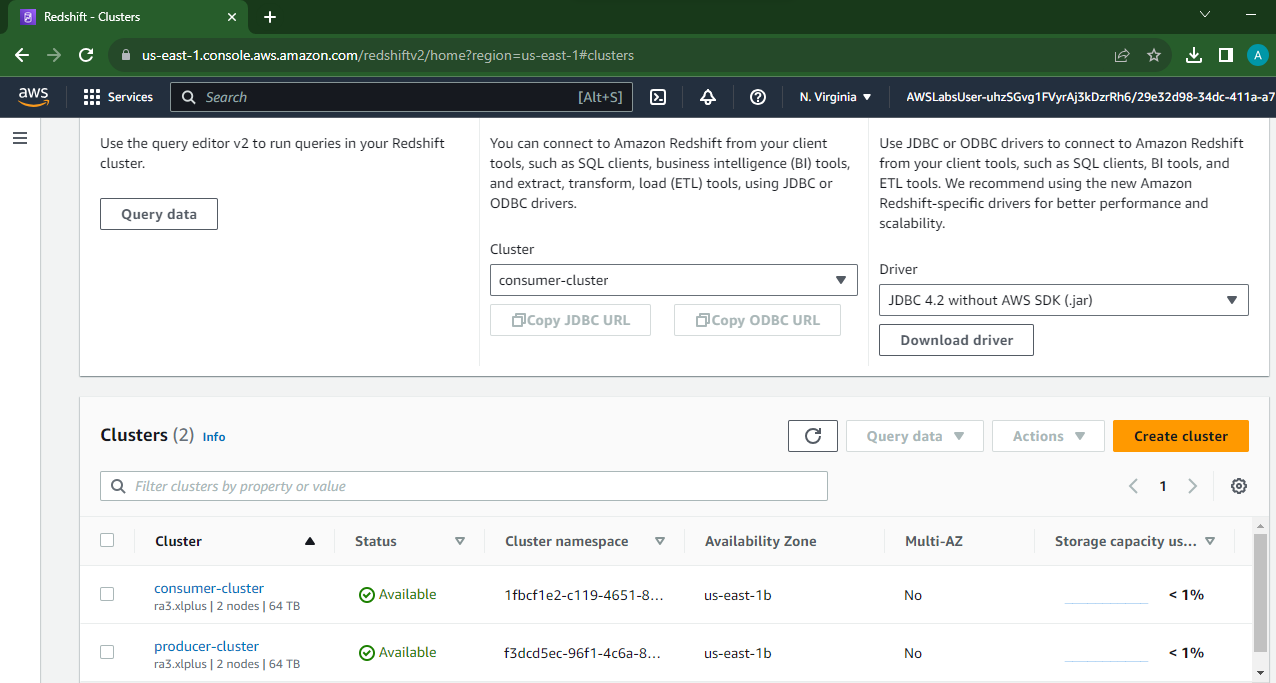 Redshift - Clusters
us-east-1.console.aws.amazon.com/redshiftv2/home?region=us-east-1#clusters
A
aws
Services
Search
[Alt+S]
N. Virginia
AWSLabsUser-uhzSGvg1FVyrAj3kDzrRh6/29e32d98-34dc-411a-a7
Use the query editor v2 to run queries in your Redshift
cluster.
Query data
You can connect to Amazon Redshift from your client
tools, such as SQL clients, business intelligence (BI) tools,
and extract, transform, load (ETL) tools, using JDBC or
ODBC drivers.
Cluster
consumer-cluster
Copy JDBC URL
Copy ODBC URL
Use JDBC or ODBC drivers to connect to Amazon Redshift
from your client tools, such as SQL clients, BI tools, and
ETL tools. We recommend using the new Amazon
Redshift-specific drivers for better performance and
scalability.
Driver
JDBC 4.2 without AWS SDK (.jar)
Download driver
Clusters (2) Info
Query data
Actions
Create cluster
Filter clusters by property or value
1
Cluster Status Cluster namespace Availability Zone Multi-AZ Storage capacity us...
consumer-cluster Available 1fbcf1e2-c119-4651-8... us-east-1b No < 1%
ra3.xlplus | 2 nodes | 64 TB
producer-cluster Available f3dcd5ec-96f1-4c6a-8... us-east-1b No < 1%
ra3.xlplus | 2 nodes | 64 TB